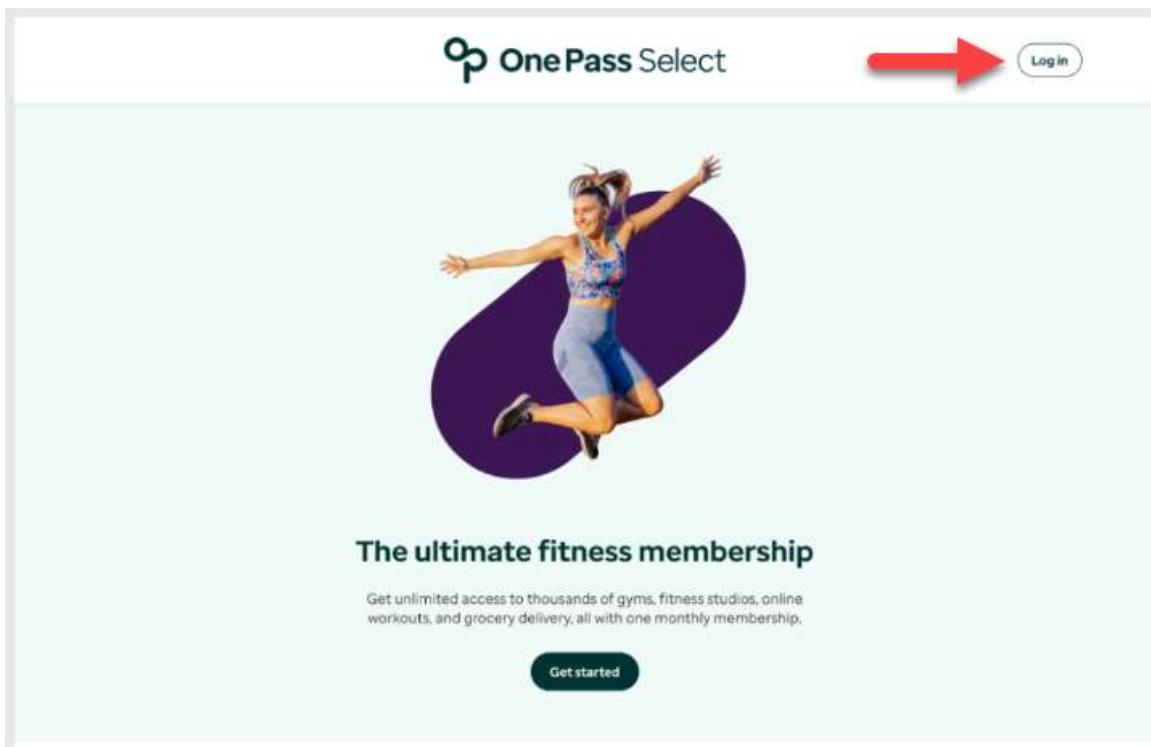 One Pass Select
Log in
The ultimate fitness membership
Get unlimited access to thousands of gyms, fitness studios, online
workouts, and grocery delivery, all with one monthly membership.
Get started